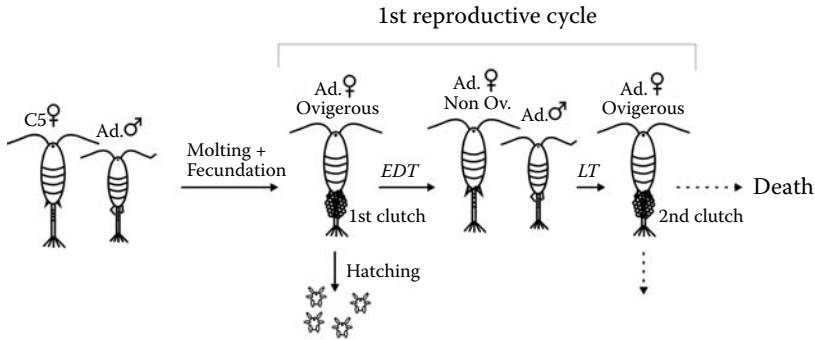 1st reproductive cycle
C5♀
Ad.♂
Molting +
Fecundation
Ad.♀
Ovigerous
1st clutch
Hatching
EDT
Ad.♀
Non Ov.
Ad.♂
LT
Ad.♀
Ovigerous
2nd clutch
Death